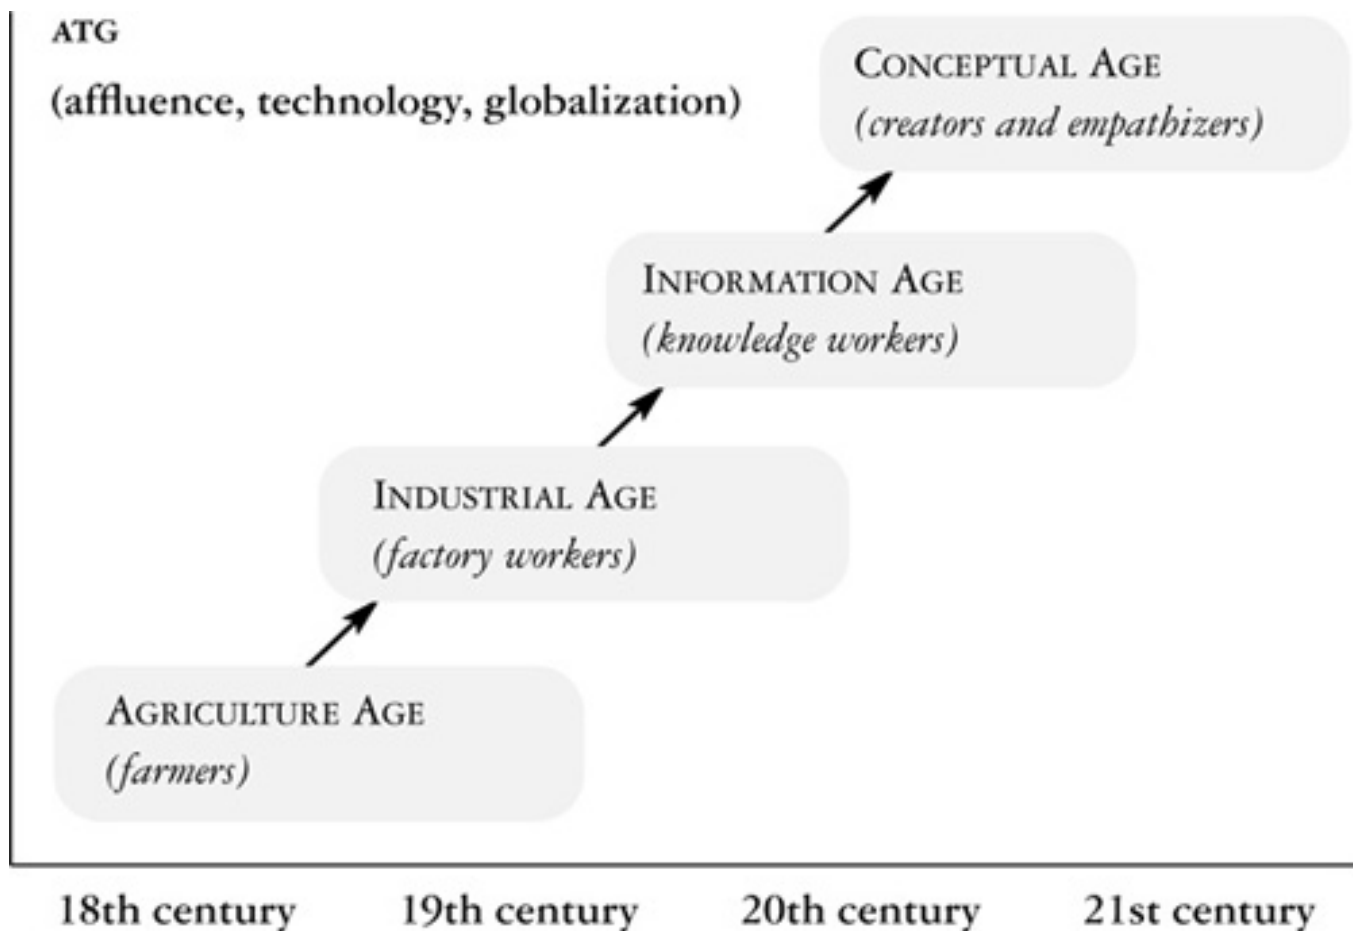 ATG
(affluence, technology, globalization)
CONCEPTUAL AGE
(creators and empathizers)
INFORMATION AGE
(knowledge workers)
INDUSTRIAL AGE
(factory workers)
AGRICULTURE AGE
(farmers)
18th century 19th century 20th century 21st century